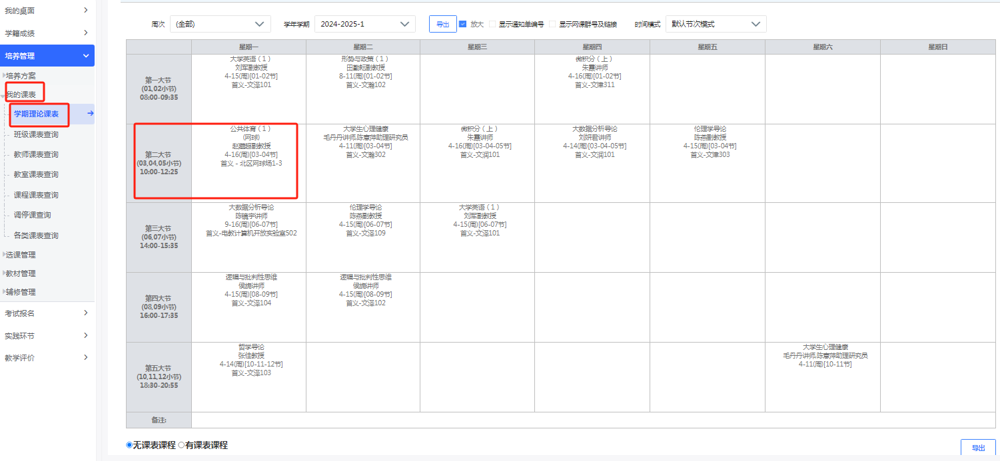 我的桌面
学籍成绩
培养管理
培养方案
我的课表
学期理论课表
班级课表查询
教师课表查询
教室课表查询
课程课表查询
调停课查询
各类课表查询
选课管理
教材管理
辅修管理
考试报名
实践环节
教学评价
周次 (全部) 学年学期 2024-2025-1 导出 放大 显示通知单编号 显示网课群号及链接 时间模式 默认节次模式
星期一 星期二 星期三 星期四 星期五 星期六 星期日
第一大节
(01,02小节)
08:00-09:35
大学英语（1）
刘军副教授
4-15(周)[01-02节]
首义-文泽101
形势与政策（1）
8-11(周)[01-02节]
首义-文瀚102
微积分（上）
朱霞讲师
4-16(周)[01-02节]
首义-文津311
第二大节
(03,04,05小节)
10:00-12:25
公共体育（1）
(网球)
4-16(周)[03-04节]
首义 - 北区网球场1-3
大学生心理健康
毛丹丹讲师,陈意萍助理研究员
4-11(周)[03-04节]
首义-文瀚302
微积分（上）
朱霞讲师
4-16(周)[03-04-05节]
首义-文润101
大数据分析导论
刘妍君讲师
4-14(周)[03-04-05节]
首义-文润101
伦理学导论
陈燕副教授
4-15(周)[03-04节]
首义-文津303
第三大节
(06,07小节)
14:00-15:35
大数据分析导论
陈镜宇讲师
9-16(周)[06-07节]
首义-电教计算机开放实验室502
伦理学导论
陈燕副教授
4-15(周)[06-07节]
首义-文泽109
大学英语（1）
刘军副教授
4-15(周)[06-07节]
首义-文泽101
第四大节
(08,09小节)
16:00-17:35
逻辑与批判性思维
侯旎讲师
4-15(周)[08-09节]
首义-文泽104
逻辑与批判性思维
侯旎讲师
4-15(周)[08-09节]
首义-文泽102
第五大节
(10,11,12小节)
18:30-20:55
哲学导论
张佳教授
4-14(周)[10-11-12节]
首义-文泽103
大学生心理健康
毛丹丹讲师,陈意萍助理研究员
4-11(周)[10-11节]
备注:
无课表课程 有课表课程
导出